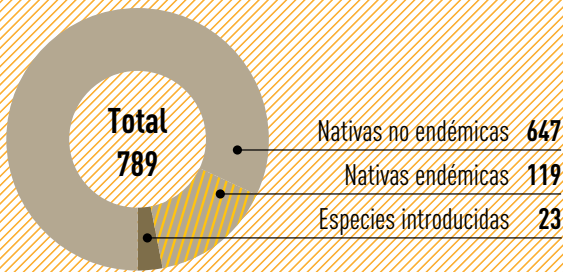 Total
789
Nativas no endémicas 647
Nativas endémicas 119
Especies introducidas 23